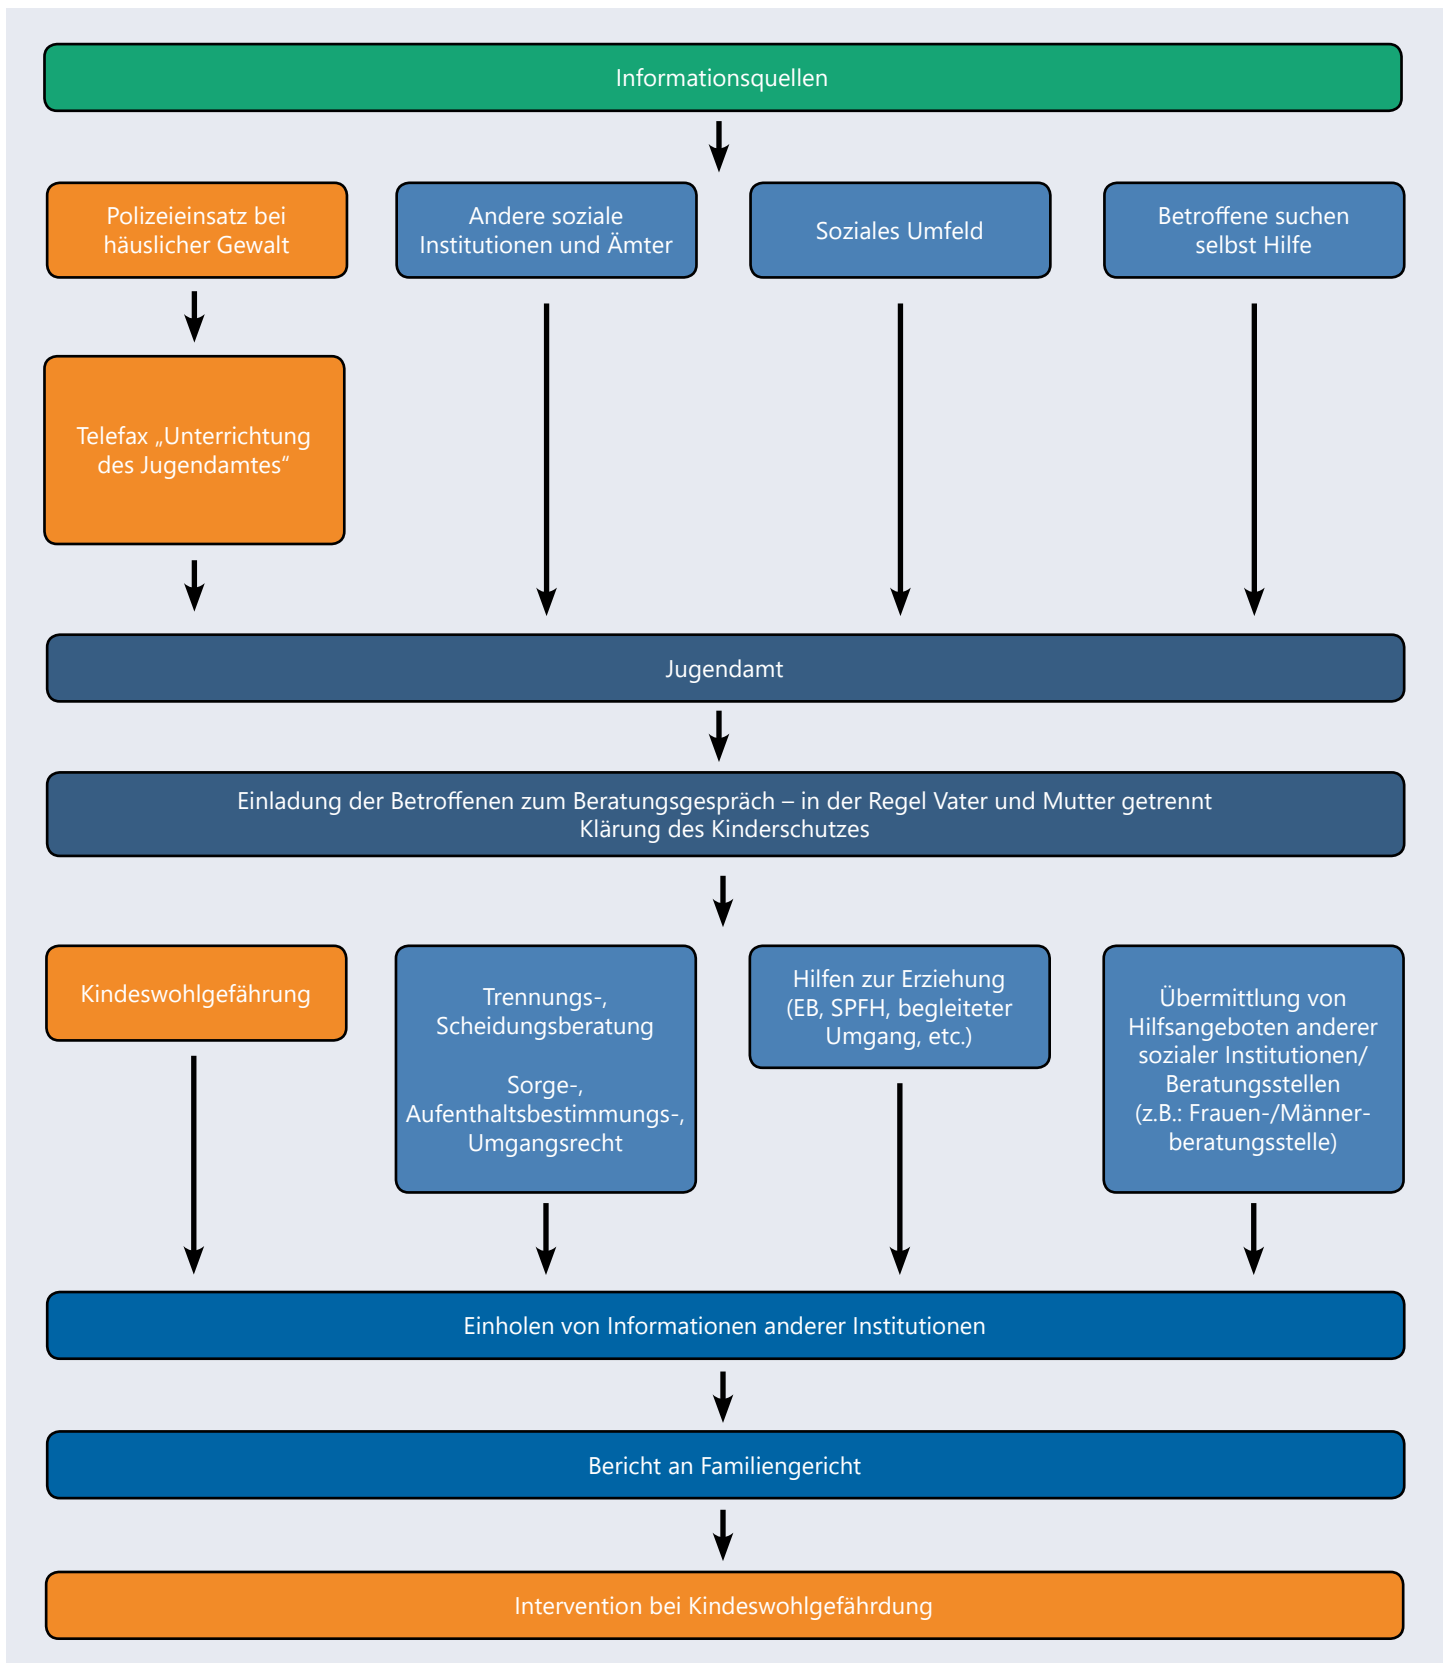 Informationsquellen
Polizeieinsatz bei
häuslicher Gewalt
Andere soziale
Institutionen und Ämter
Soziales Umfeld
Betroffene suchen
selbst Hilfe
Telefax „Unterrichtung
des Jugendamtes“
Jugendamt
Einladung der Betroffenen zum Beratungsgespräch – in der Regel Vater und Mutter getrennt
Klärung des Kinderschutzes
Kindeswohlgefährung
Trennungs-,
Scheidungsberatung
Sorge-,
Aufenthaltsbestimmungs-,
Umgangsrecht
Hilfen zur Erziehung
(EB, SPFH, begleiteter
Umgang, etc.)
Übermittlung von
Hilfsangeboten anderer
sozialer Institutionen/
Beratungsstellen
(z.B.: Frauen-/Männer-
beratungsstelle)
Einholen von Informationen anderer Institutionen
Bericht an Familiengericht
Intervention bei Kindeswohlgefährdung